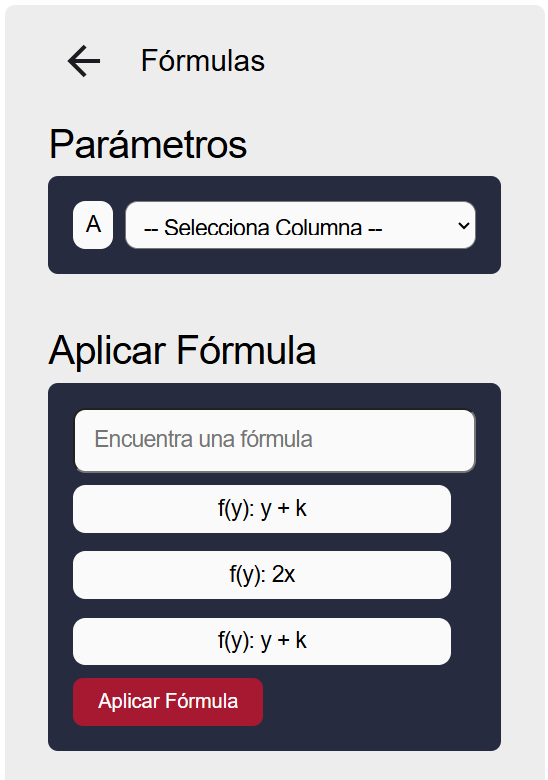 Fórmulas
Parámetros
A
-- Selecciona Columna --
Aplicar Fórmula
Encuentra una fórmula
f(y): y + k
f(y): 2x
f(y): y + k
Aplicar Fórmula